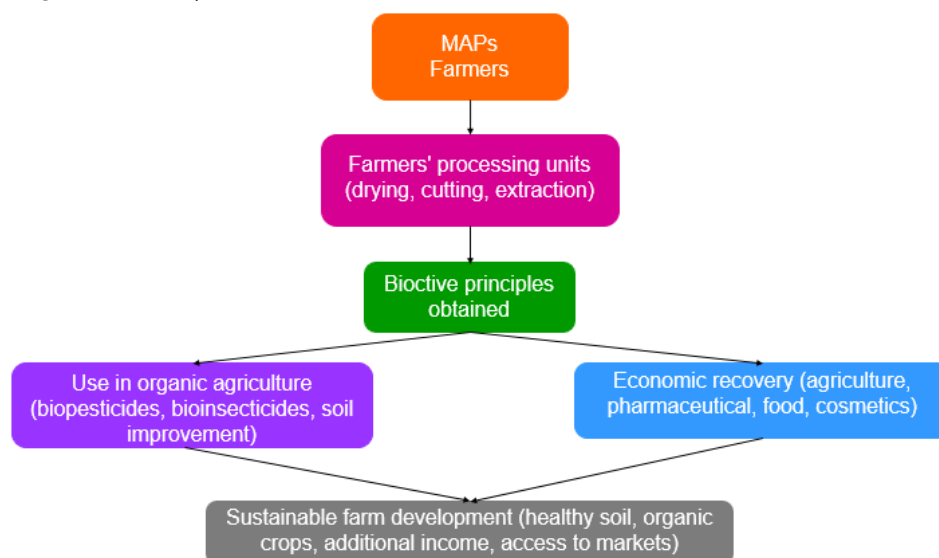 MAPs
Farmers
Farmers' processing units
(drying, cutting, extraction)
Bioctive principles
obtained
Use in organic agriculture
(biopesticides, bioinsecticides, soil
improvement)
Economic recovery (agriculture,
pharmaceutical, food, cosmetics)
Sustainable farm development (healthy soil, organic
crops, additional income, access to markets)